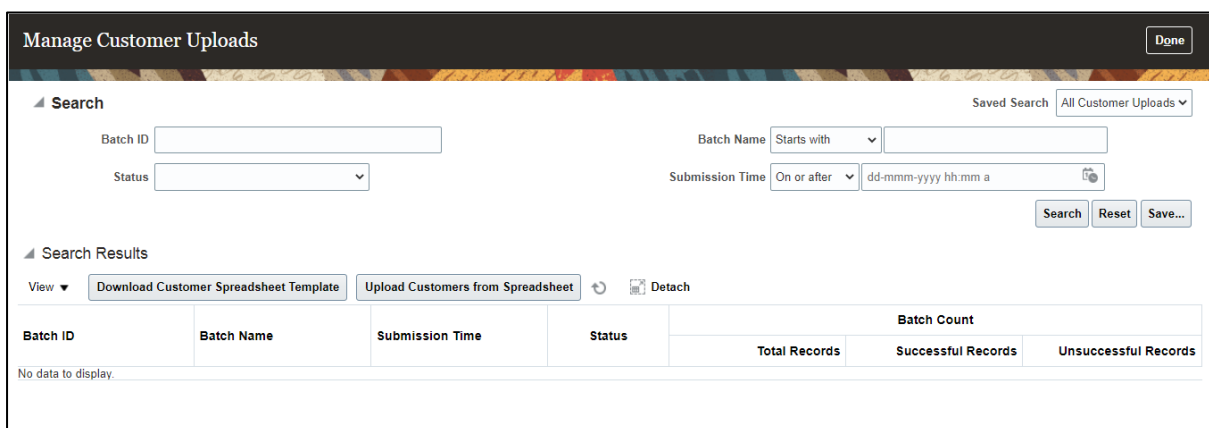 Manage Customer Uploads Done
Search Saved Search All Customer Uploads
Batch ID Batch Name Starts with
Status Submission Time On or after dd-mmm-yyyy hh:mm a
Search Reset Save...
Search Results
View Download Customer Spreadsheet Template Upload Customers from Spreadsheet Detach
Batch Count
Batch ID Batch Name Submission Time Status
Total Records Successful Records Unsuccessful Records
No data to display.